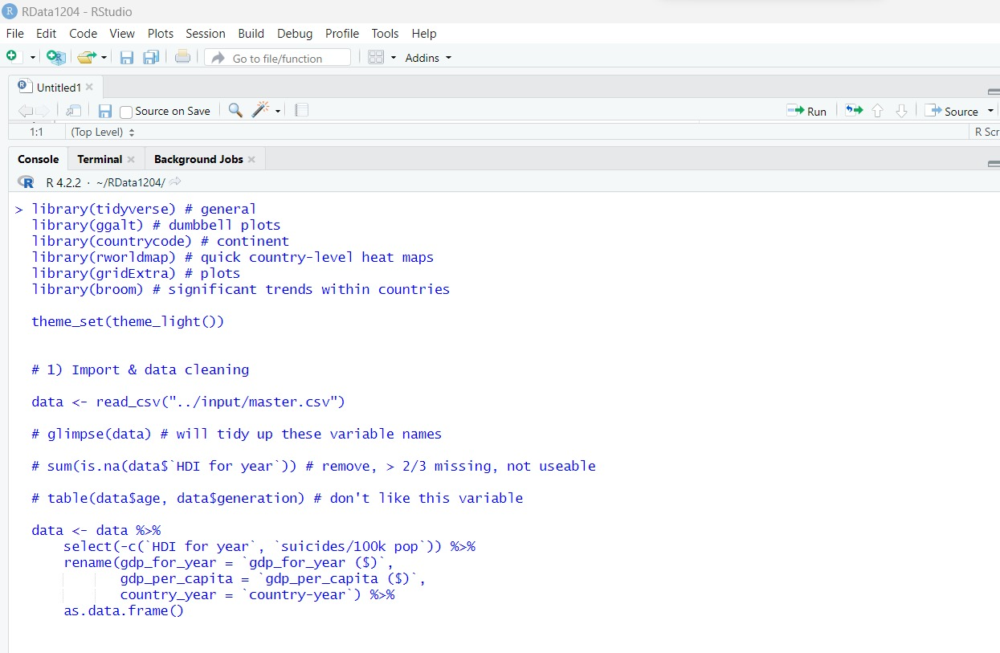 RData1204 - RStudio
File Edit Code View Plots Session Build Debug Profile Tools Help
Go to file/function Addins
Untitled1
Source on Save Run Source
1:1 (Top Level) R Scr
Console Terminal Background Jobs
R 4.2.2 · ~/RData1204/
> library(tidyverse) # general
library(ggalt) # dumbbell plots
library(countrycode) # continent
library(rworldmap) # quick country-level heat maps
library(gridExtra) # plots
library(broom) # significant trends within countries
theme_set(theme_light())
# 1) Import & data cleaning
data <- read_csv("../input/master.csv")
# glimpse(data) # will tidy up these variable names
# sum(is.na(data$`HDI for year`)) # remove, > 2/3 missing, not useable
# table(data$age, data$generation) # don't like this variable
data <- data %>%
select(-c(`HDI for year`, `suicides/100k pop`)) %>%
rename(gdp_for_year = `gdp_for_year ($)`,
gdp_per_capita = `gdp_per_capita ($)`,
country_year = `country-year`) %>%
as.data.frame()